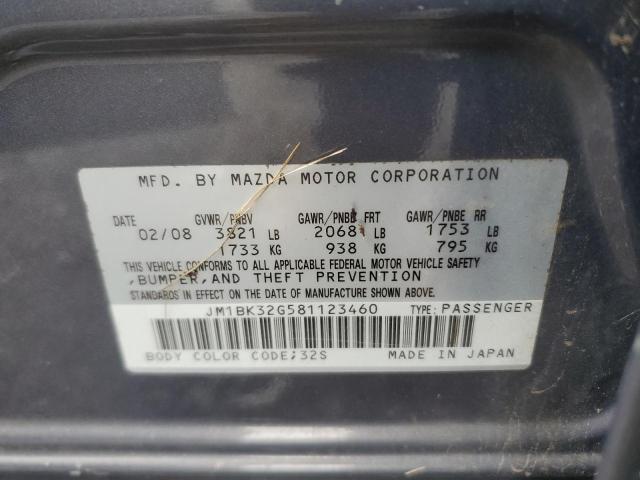 MFD. BY MAZDA MOTOR CORPORATION
DATE GVWR/PNBV GAWR/PNBE FRT GAWR/PNBE RR
02/08 3821 LB 2068 LB 1753 LB
1733 KG 938 KG 795 KG
THIS VEHICLE CONFORMS TO ALL APPLICABLE FEDERAL MOTOR VEHICLE SAFETY
,BUMPER,AND THEFT PREVENTION
STANDARDS IN EFFECT ON THE DATE OF MANUFACTURE SHOWN ABOVE.
JM1BK32G581123460 TYPE: PASSENGER
BODY COLOR CODE;32S MADE IN JAPAN